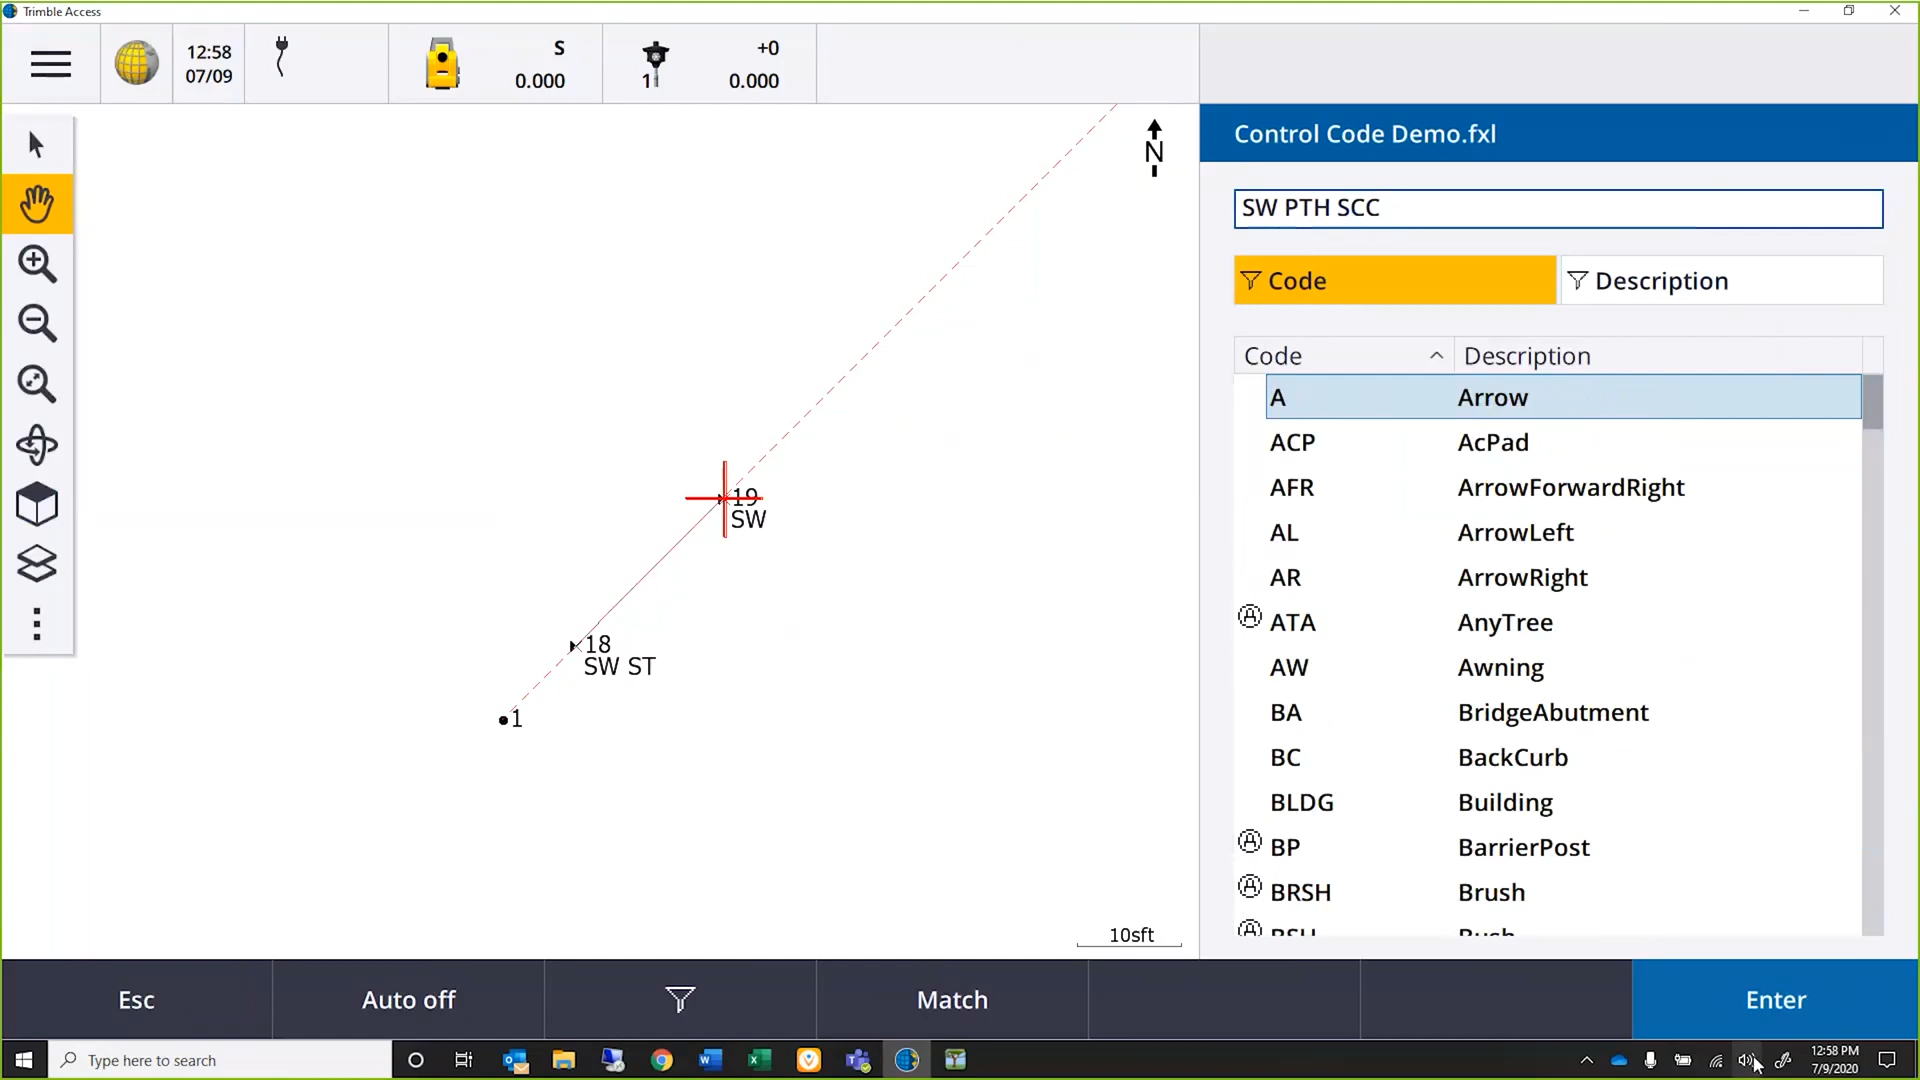 Trimble Access
12:58
07/09
S
0.000
1
+0
0.000
N
19
SW
18
SW ST
1
10sft
Control Code Demo.fxl
SW PTH SCC
Code
Description
Code Description
A Arrow
ACP AcPad
AFR ArrowForwardRight
AL ArrowLeft
AR ArrowRight
ATA AnyTree
AW Awning
BA BridgeAbutment
BC BackCurb
BLDG Building
BP BarrierPost
BRSH Brush
BSH Bush
Esc
Auto off
Match
Enter
Type here to search
12:58 PM
7/9/2020